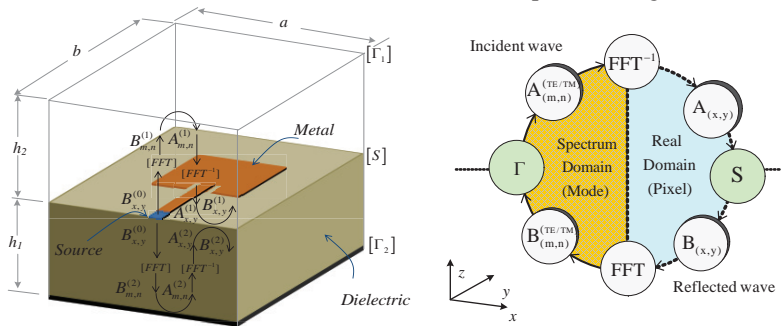 a
b
[Γ₁]
h₂
B⁽¹⁾ₘ,ₙ
A⁽¹⁾ₘ,ₙ
Metal
[S]
[FFT]
[FFT⁻¹]
B⁽⁰⁾x,y
A⁽¹⁾x,y
B⁽¹⁾x,y
Source
B⁽⁰⁾x,y
A⁽²⁾x,y
B⁽²⁾x,y
[Γ₂]
h₁
[FFT]
[FFT⁻¹]
B⁽²⁾ₘ,ₙ
A⁽²⁾ₘ,ₙ
Dielectric
Incident wave
FFT⁻¹
A(m,n)(TE/TM)
A(x,y)
Γ
Spectrum
Domain
(Mode)
Real
Domain
(Pixel)
S
B(m,n)(TE/TM)
B(x,y)
FFT
Reflected wave
z
y
x